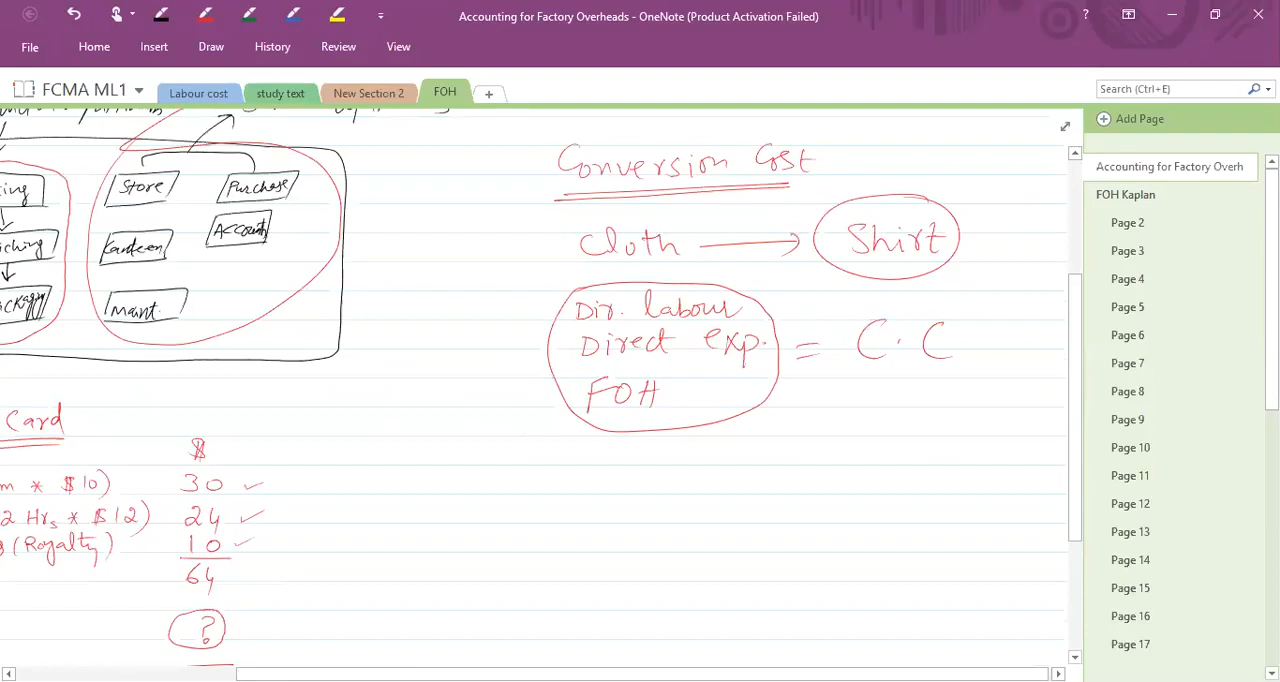 Accounting for Factory Overheads - OneNote (Product Activation Failed)
?
File Home Insert Draw History Review View
FCMA ML1
Labour cost
study text
New Section 2
FOH
Search (Ctrl+E)
Add Page
Accounting for Factory Overh
FOH Kaplan
Page 2
Page 3
Page 4
Page 5
Page 6
Page 7
Page 8
Page 9
Page 10
Page 11
Page 12
Page 13
Page 14
Page 15
Page 16
Page 17
Store
Purchase
Account
Kanteen
Maint.
Conversion Cost
Cloth
Shirt
Dir. labour
Direct exp.
FOH
= C.C
Card
$
m * $10) 30
2 Hrs * $12) 24
(Royalty) 10
64
?